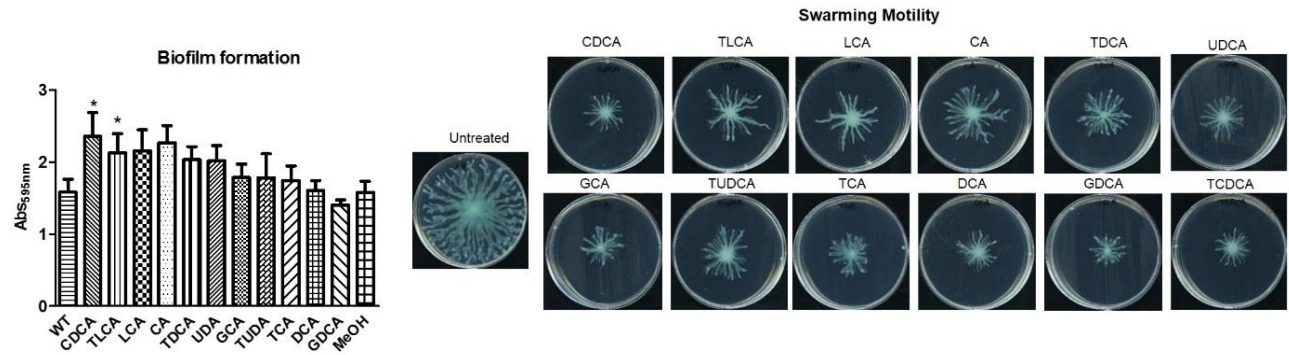 Biofilm formation
* *
3
2
1
0
Abs595nm
WT
CDCA
TLCA
LCA
CA
TDCA
UDA
GCA
TUDA
TCA
DCA
GDCA
MeOH
Untreated
Swarming Motility
CDCA TLCA LCA CA TDCA UDCA
GCA TUDCA TCA DCA GDCA TCDCA